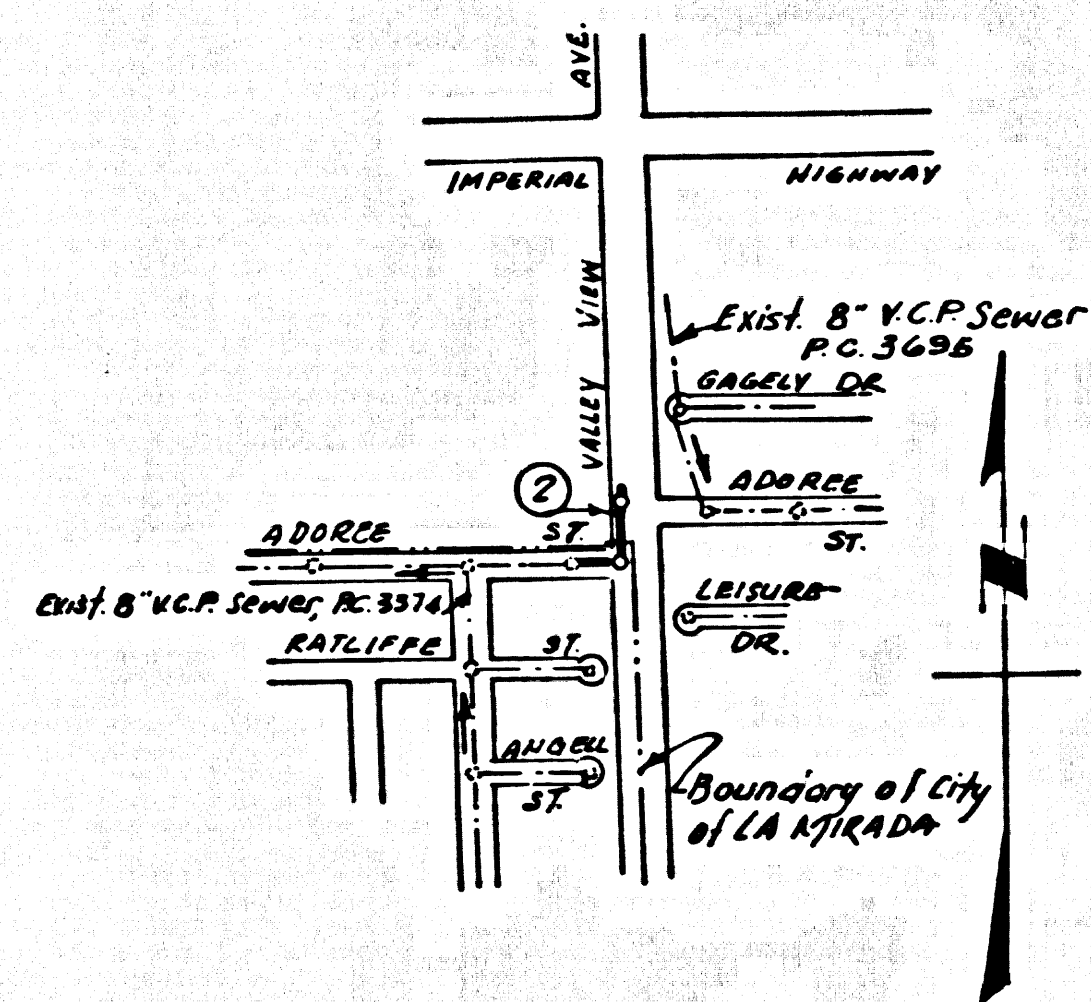 AVE.
IMPERIAL HIGHWAY
VALLEY VIEW
Exist. 8" V.C.P. Sewer
P.C. 3695
GAGELY DR
2
ADOREE
ST.
ADOREE ST.
Exist. 8" V.C.P. Sewer, P.C. 3374
LEISURE
DR.
RATLIFFE ST.
ANGELL
ST.
Boundary of City
of LA MIRADA
N